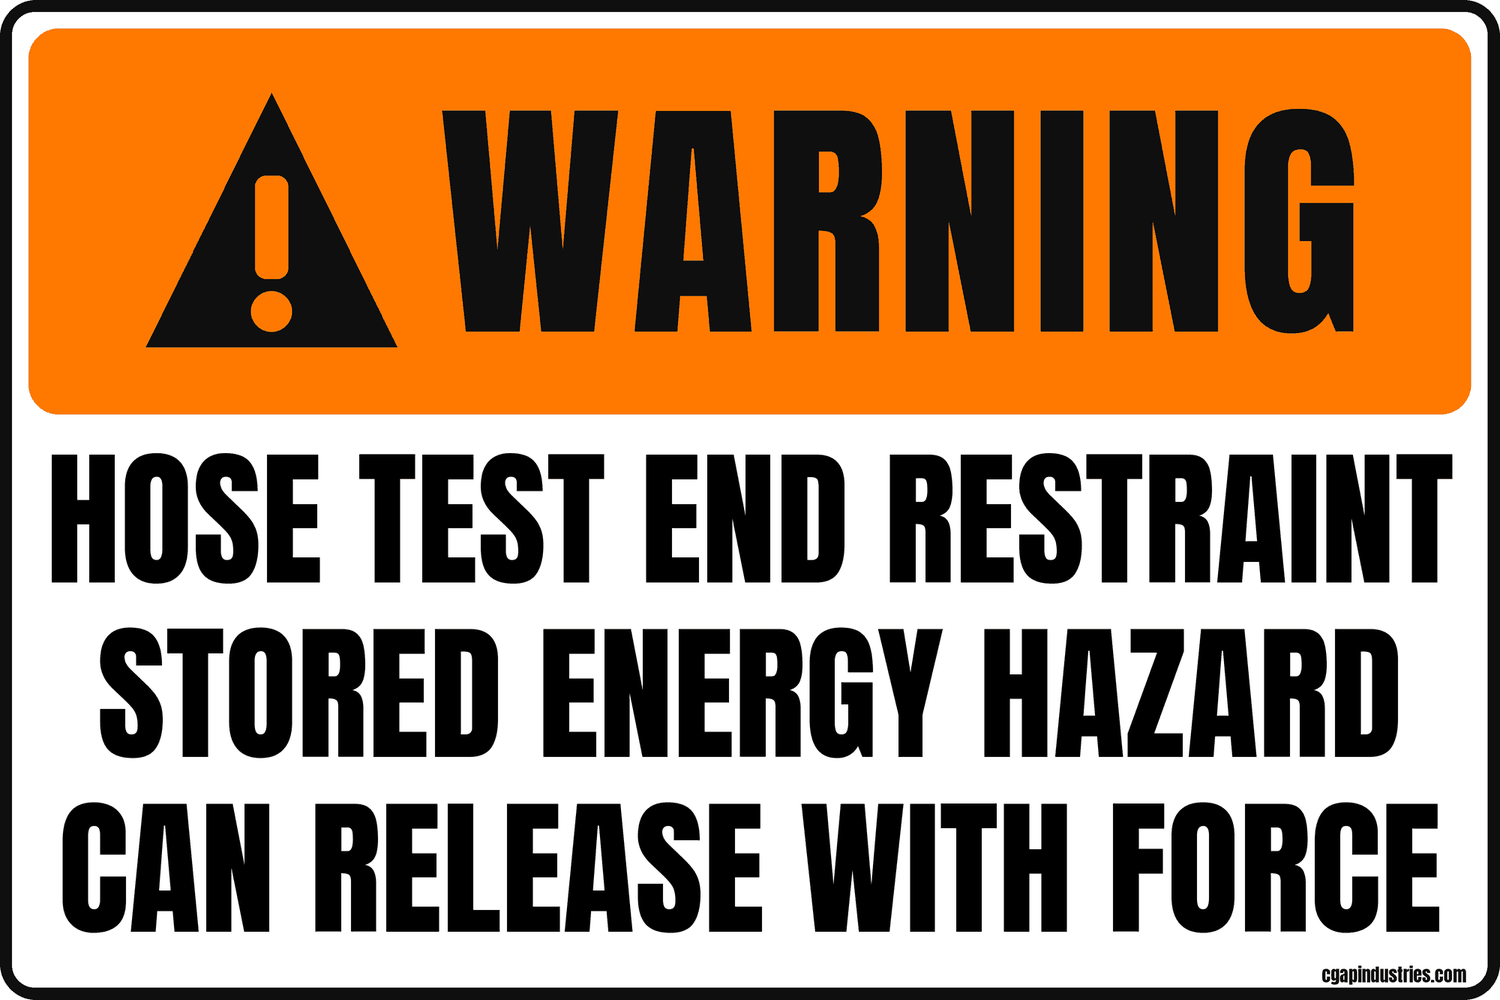 WARNING
HOSE TEST END RESTRAINT
STORED ENERGY HAZARD
CAN RELEASE WITH FORCE
cgapindustries.com